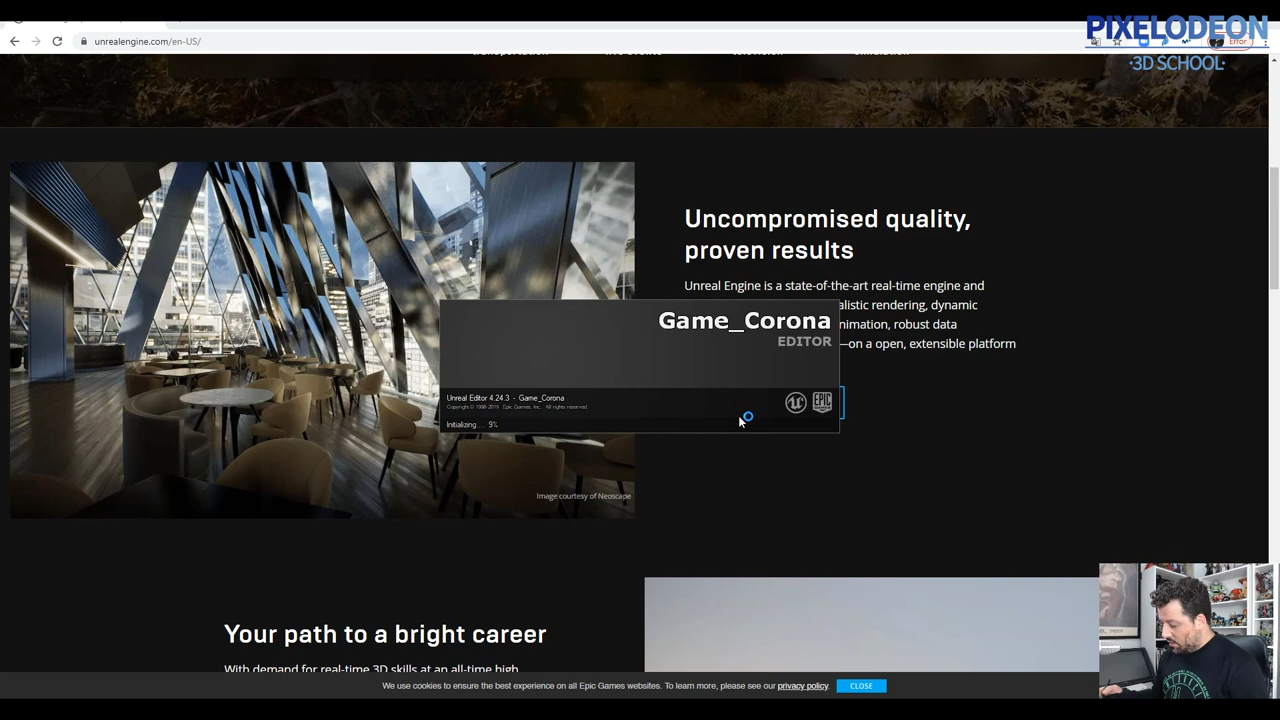 PIXELODEON
·3D SCHOOL·
unrealengine.com/en-US/
Error
Uncompromised quality,
proven results
Unreal Engine is a state-of-the-art real-time engine and
alistic rendering, dynamic
nimation, robust data
—on a open, extensible platform
Game_Corona
EDITOR
Unreal Editor 4.24.3 - Game_Corona
Copyright © 1998-2019 Epic Games, Inc. All rights reserved.
Initializing.... 9%
EPIC
GAMES
Image courtesy of Neoscape
Your path to a bright career
With demand for real-time 3D skills at an all-time high
We use cookies to ensure the best experience on all Epic Games websites. To learn more, please see our privacy policy.
CLOSE